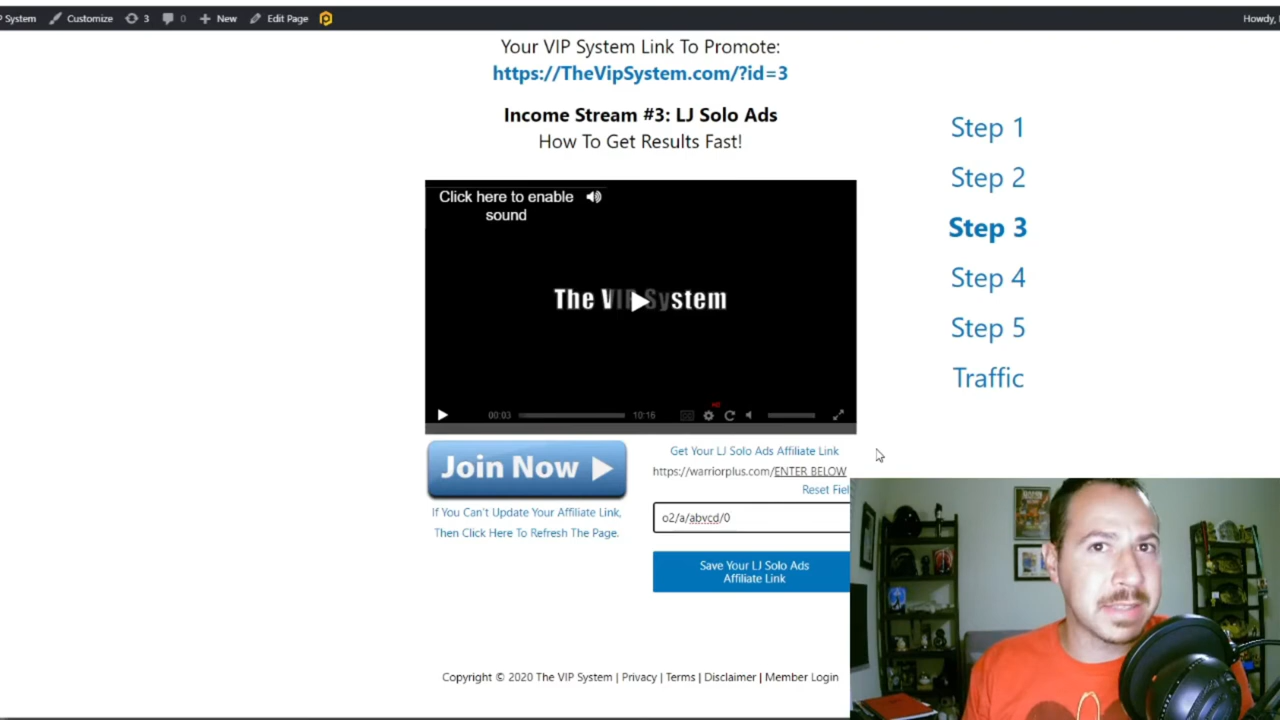 P System Customize 3 0 New Edit Page Howdy,
Your VIP System Link To Promote:
https://TheVipSystem.com/?id=3
Income Stream #3: LJ Solo Ads
How To Get Results Fast!
Step 1
Step 2
Step 3
Step 4
Step 5
Traffic
Click here to enable
sound
The VIP System
00:03 10:16
Join Now
If You Can't Update Your Affiliate Link,
Then Click Here To Refresh The Page.
Get Your LJ Solo Ads Affiliate Link
https://warriorplus.com/ENTER BELOW
Reset Fiel
o2/a/abvcd/0
Save Your LJ Solo Ads
Affiliate Link
Copyright © 2020 The VIP System | Privacy | Terms | Disclaimer | Member Login